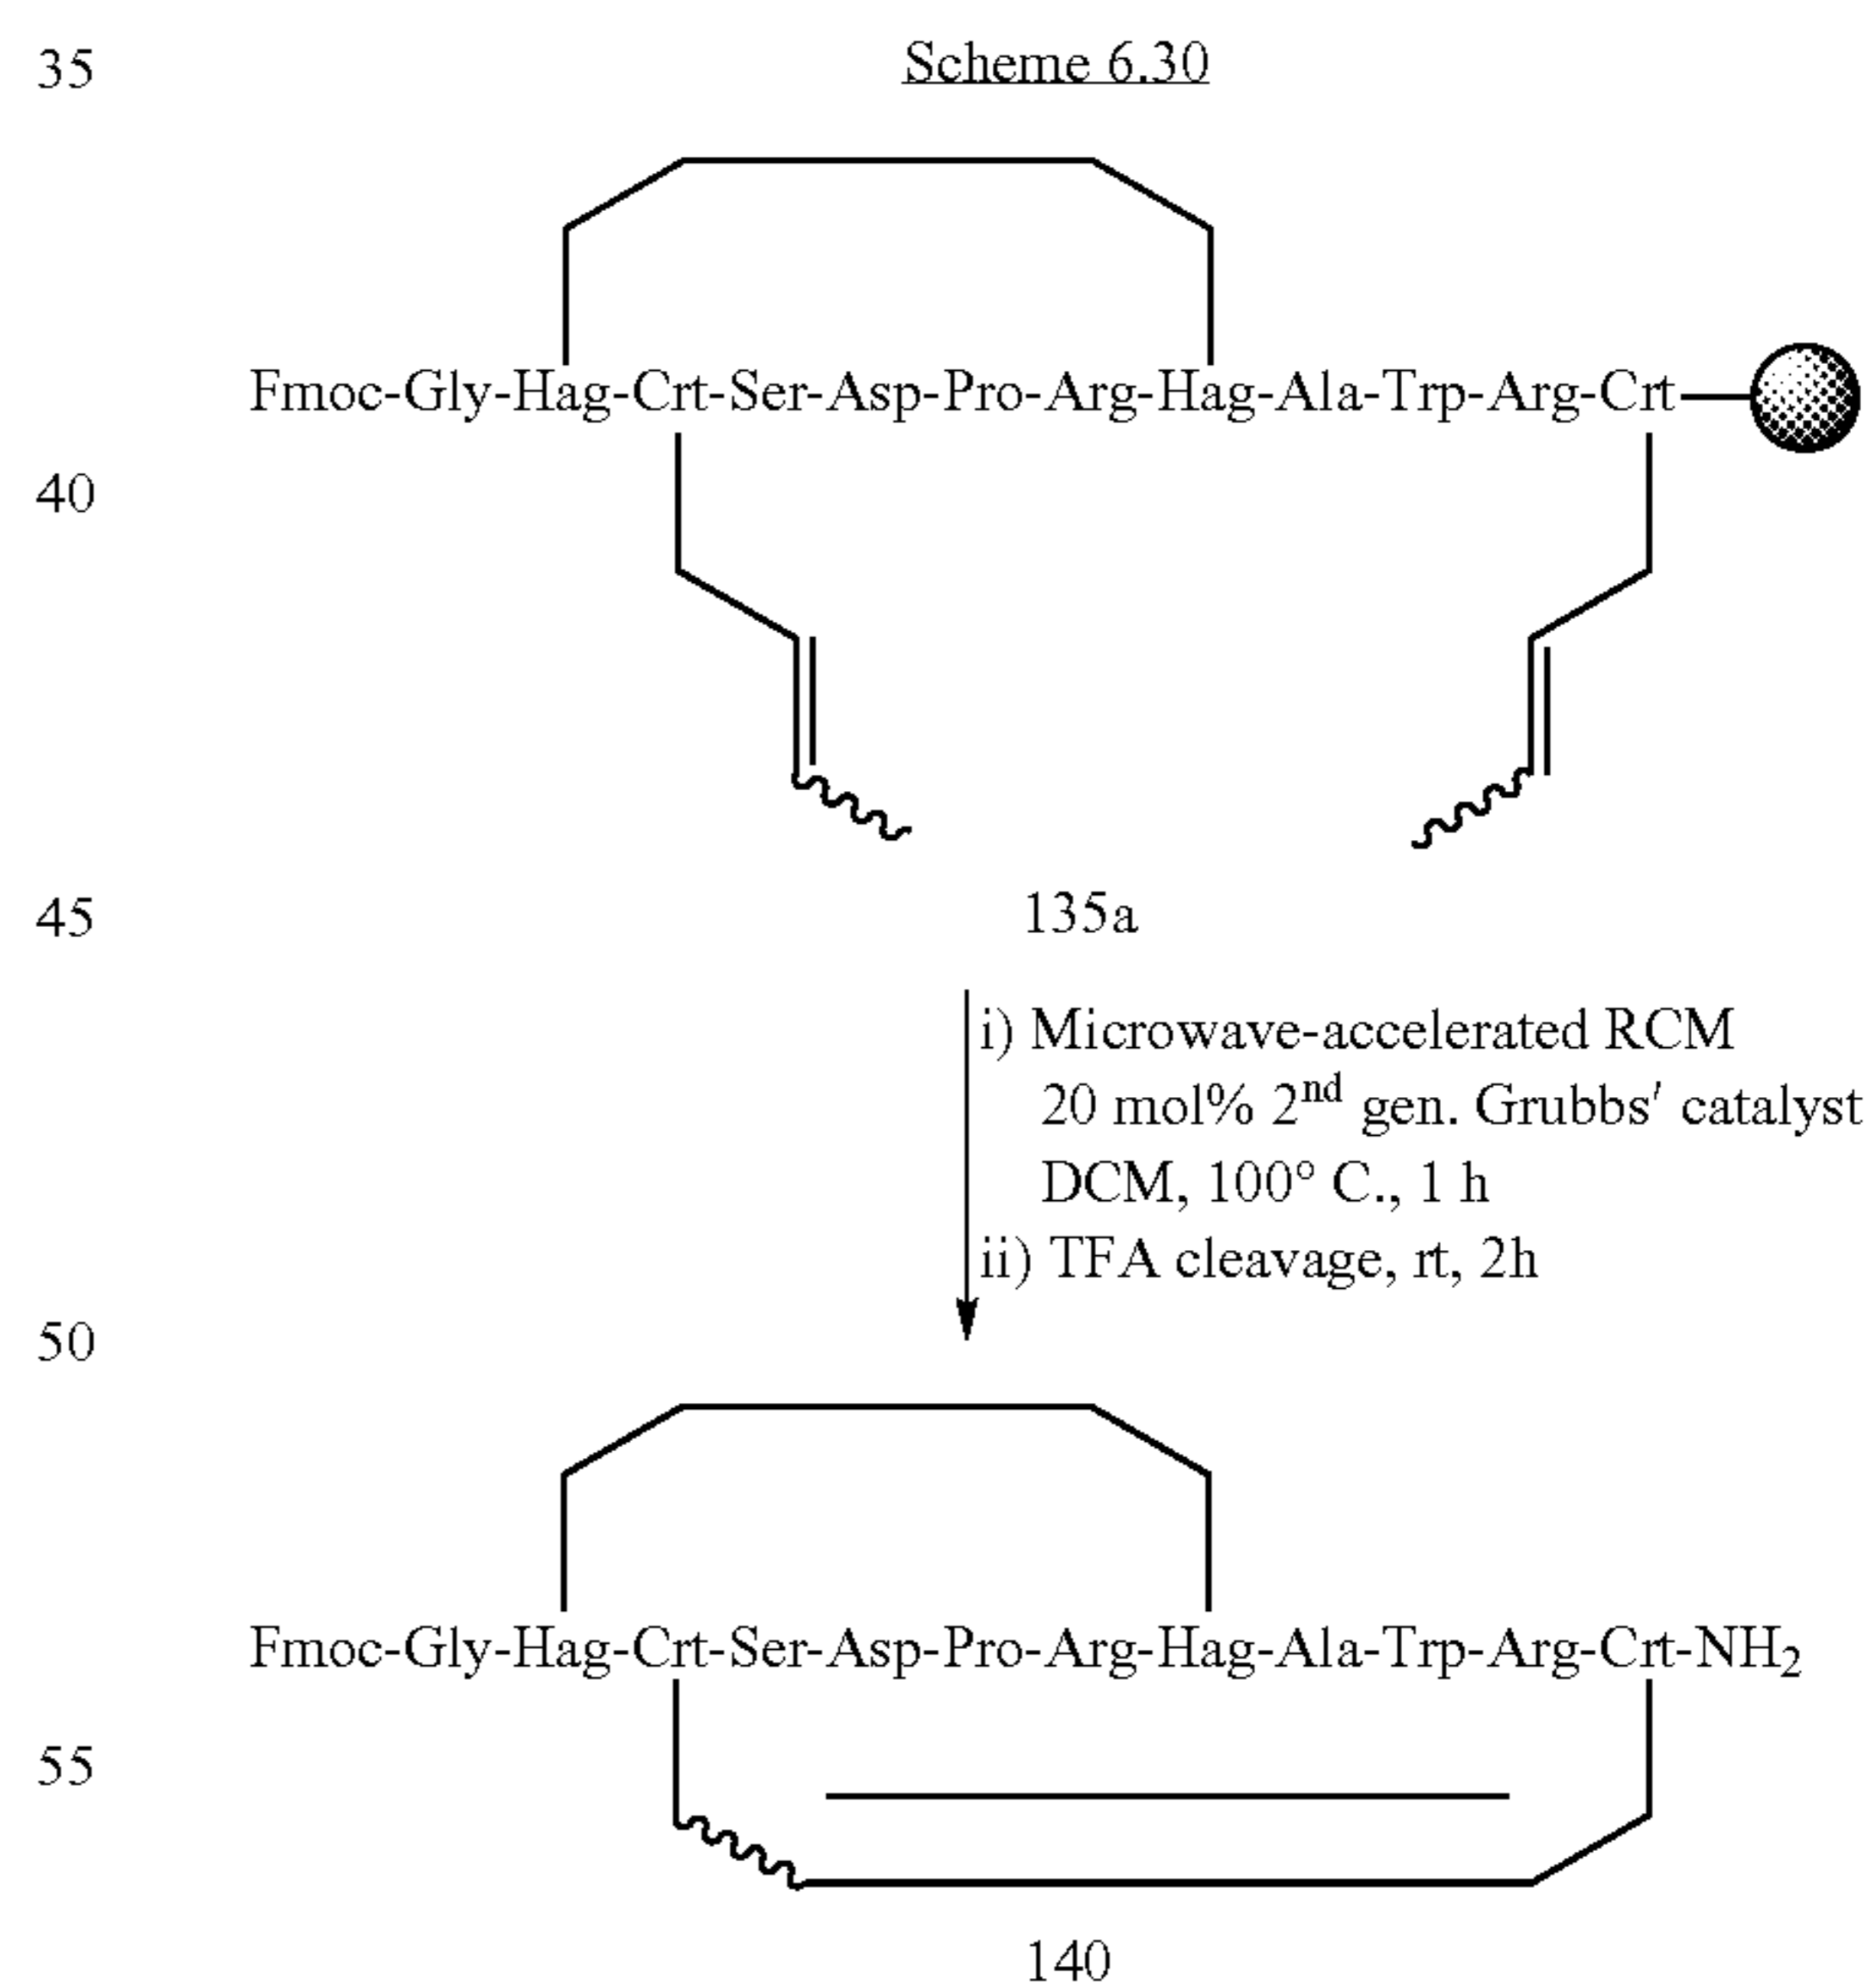 35
Scheme 6.30
Fmoc-Gly-Hag-Crt-Ser-Asp-Pro-Arg-Hag-Ala-Trp-Arg-Crt
40
45
135a
i) Microwave-accelerated RCM
20 mol% 2nd gen. Grubbs' catalyst
DCM, 100° C., 1 h
ii) TFA cleavage, rt, 2h
50
Fmoc-Gly-Hag-Crt-Ser-Asp-Pro-Arg-Hag-Ala-Trp-Arg-Crt-NH2
55
140